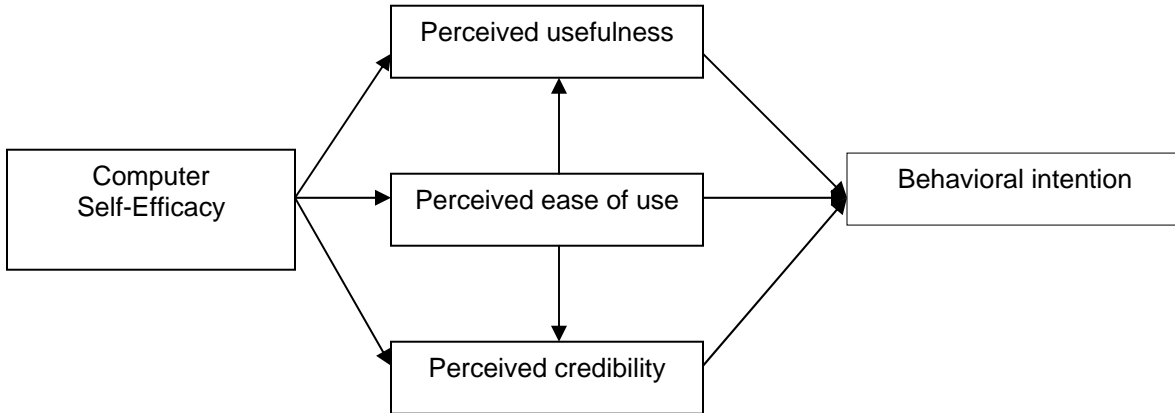 Perceived usefulness
Computer
Self-Efficacy
Perceived ease of use
Behavioral intention
Perceived credibility